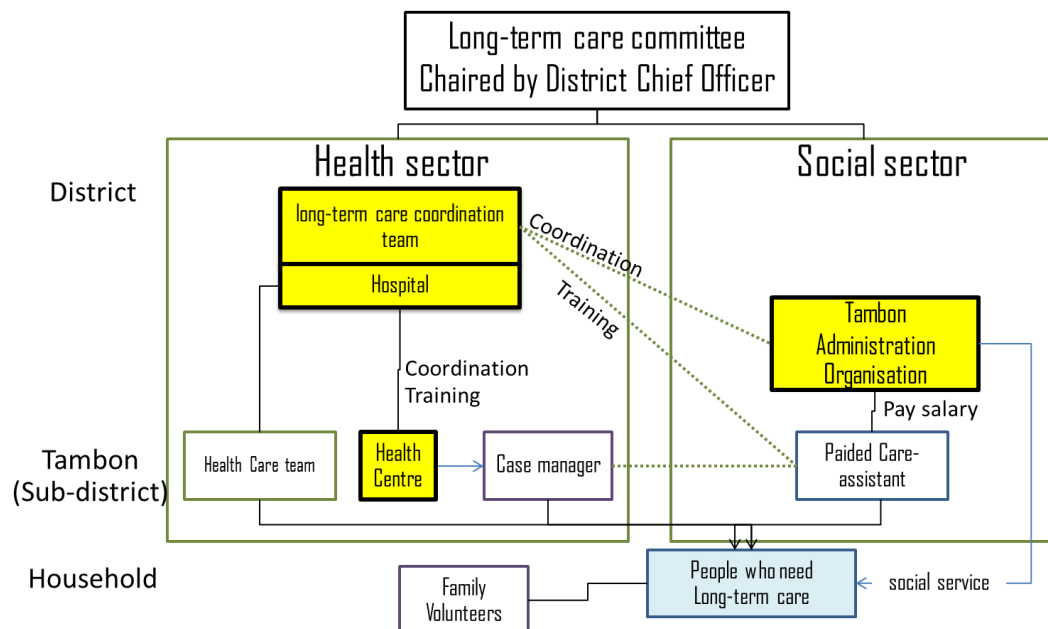 Long-term care committee
Chaired by District Chief Officer
Health sector
Social sector
District
long-term care coordination
team
Hospital
Coordination
Training
Tambon
Administration
Organisation
Coordination
Training
Pay salary
Tambon
(Sub-district)
Health Care team
Health
Centre
Case manager
Paided Care-
assistant
Household
Family
Volunteers
People who need
Long-term care
social service